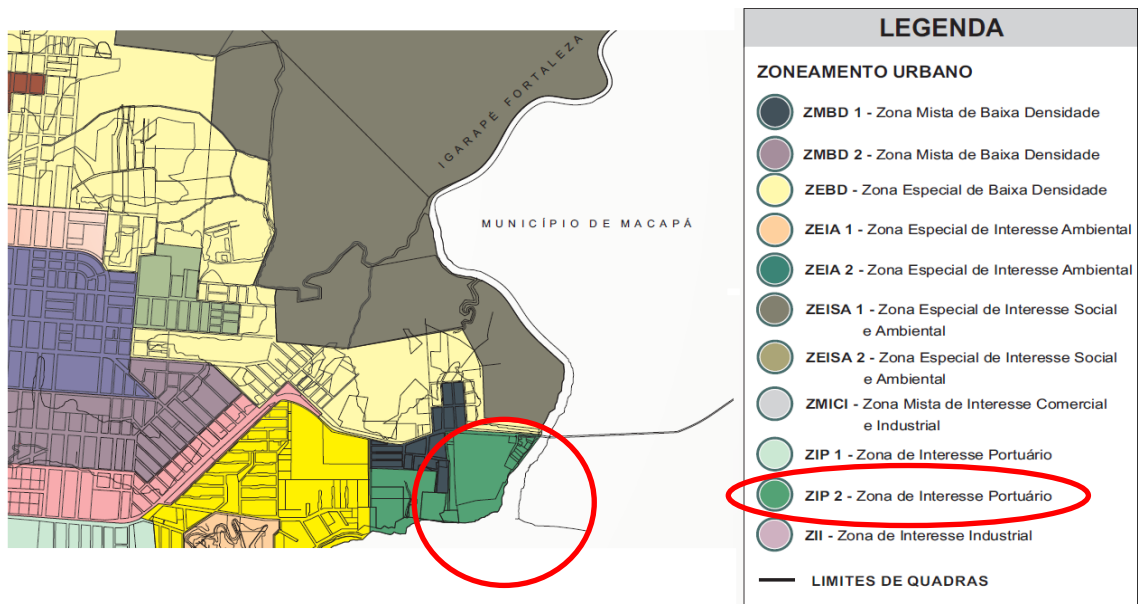 IGARAPÉ FORTALEZA
MUNICÍPIO DE MACAPÁ
LEGENDA
ZONEAMENTO URBANO
ZMBD 1 - Zona Mista de Baixa Densidade
ZMBD 2 - Zona Mista de Baixa Densidade
ZEBD - Zona Especial de Baixa Densidade
ZEIA 1 - Zona Especial de Interesse Ambiental
ZEIA 2 - Zona Especial de Interesse Ambiental
ZEISA 1 - Zona Especial de Interesse Social
e Ambiental
ZEISA 2 - Zona Especial de Interesse Social
e Ambiental
ZMICI - Zona Mista de Interesse Comercial
e Industrial
ZIP 1 - Zona de Interesse Portuário
ZIP 2 - Zona de Interesse Portuário
ZII - Zona de Interesse Industrial
LIMITES DE QUADRAS